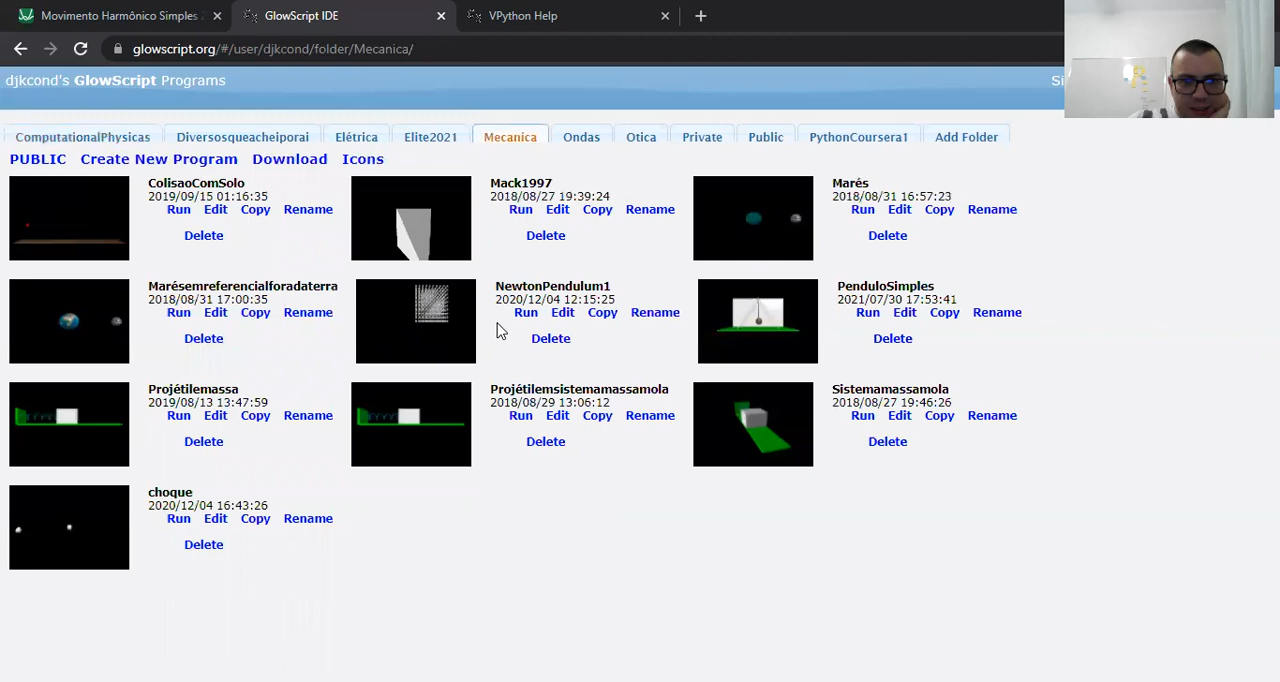 Movimento Harmônico Simples 2
GlowScript IDE
VPython Help
glowscript.org/#/user/djkcond/folder/Mecanica/
djkcond's GlowScript Programs
Si
ComputationalPhysicas Diversosqueacheiporai Elétrica Elite2021 Mecanica Ondas Otica Private Public PythonCoursera1 Add Folder
PUBLIC Create New Program Download Icons
ColisaoComSolo
2019/09/15 01:16:35
Run Edit Copy Rename
Delete
Mack1997
2018/08/27 19:39:24
Run Edit Copy Rename
Delete
Marés
2018/08/31 16:57:23
Run Edit Copy Rename
Delete
Marésemreferencialforadaterra
2018/08/31 17:00:35
Run Edit Copy Rename
Delete
NewtonPendulum1
2020/12/04 12:15:25
Run Edit Copy Rename
Delete
PenduloSimples
2021/07/30 17:53:41
Run Edit Copy Rename
Delete
Projétilemassa
2019/08/13 13:47:59
Run Edit Copy Rename
Delete
Projétilemsistemamassamola
2018/08/29 13:06:12
Run Edit Copy Rename
Delete
Sistemamassamola
2018/08/27 19:46:26
Run Edit Copy Rename
Delete
choque
2020/12/04 16:43:26
Run Edit Copy Rename
Delete